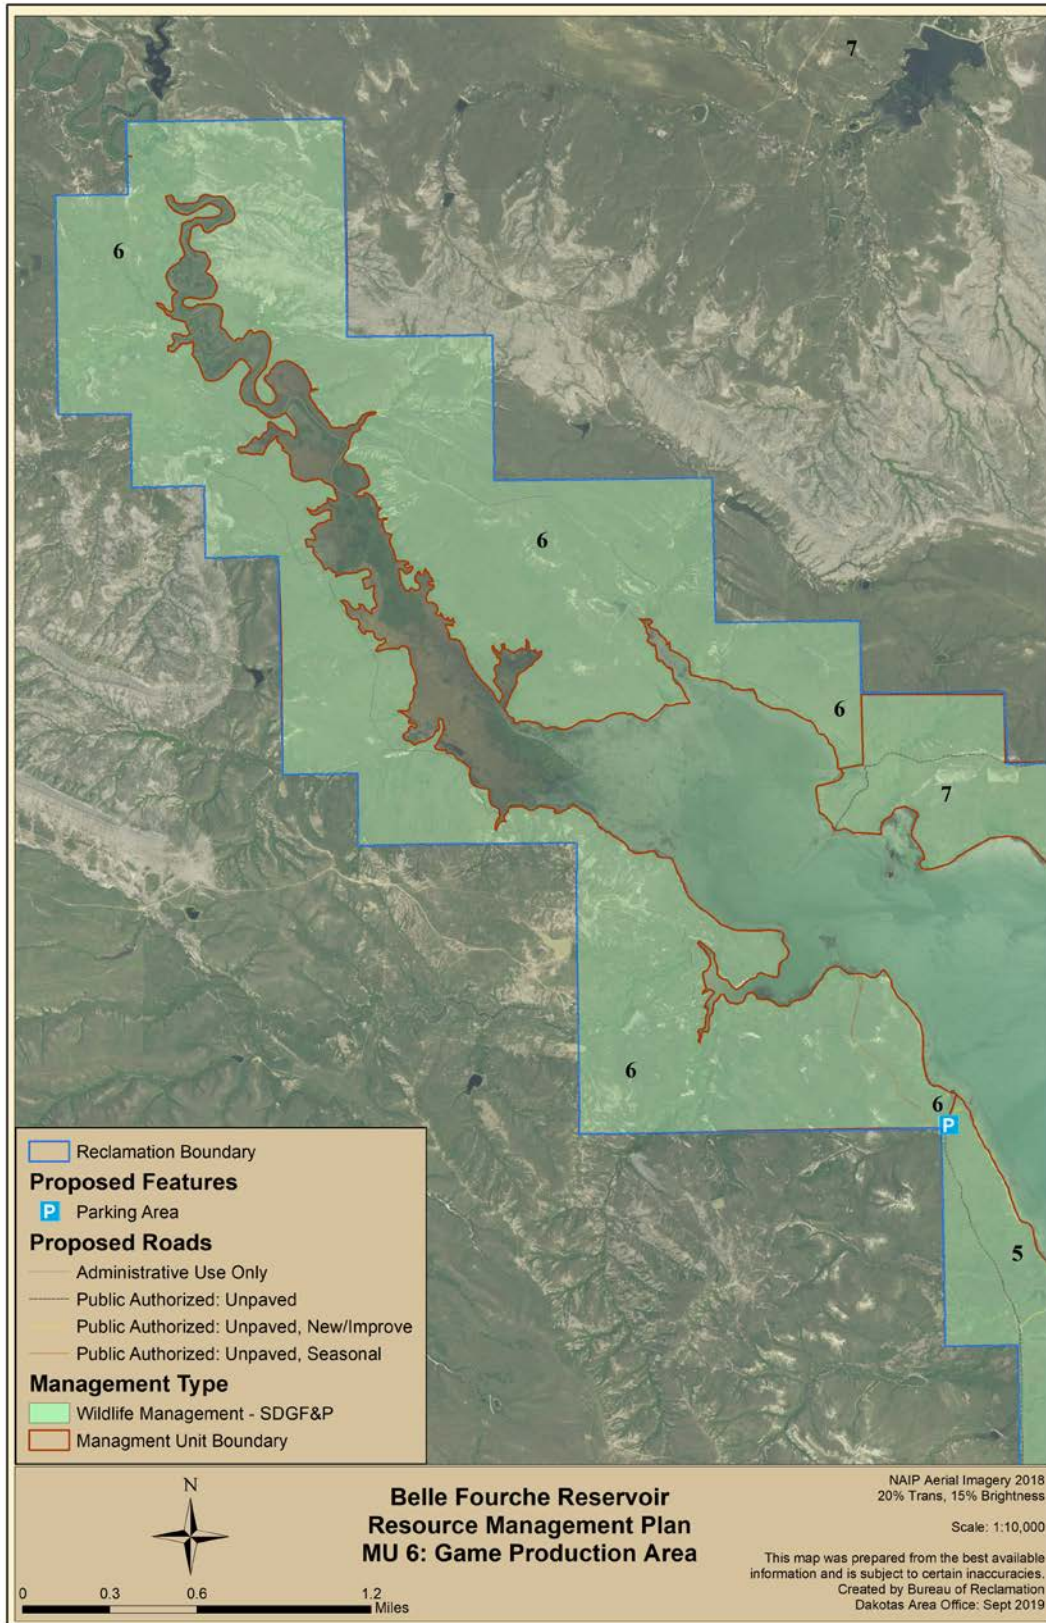 7
6
6
6
7
6
6
P
5
Reclamation Boundary
Proposed Features
P Parking Area
Proposed Roads
Administrative Use Only
Public Authorized: Unpaved
Public Authorized: Unpaved, New/Improve
Public Authorized: Unpaved, Seasonal
Management Type
Wildlife Management - SDGF&P
Managment Unit Boundary
N
Belle Fourche Reservoir
Resource Management Plan
MU 6: Game Production Area
0 0.3 0.6 1.2
Miles
NAIP Aerial Imagery 2018
20% Trans, 15% Brightness
Scale: 1:10,000
This map was prepared from the best available
information and is subject to certain inaccuracies.
Created by Bureau of Reclamation
Dakotas Area Office: Sept 2019